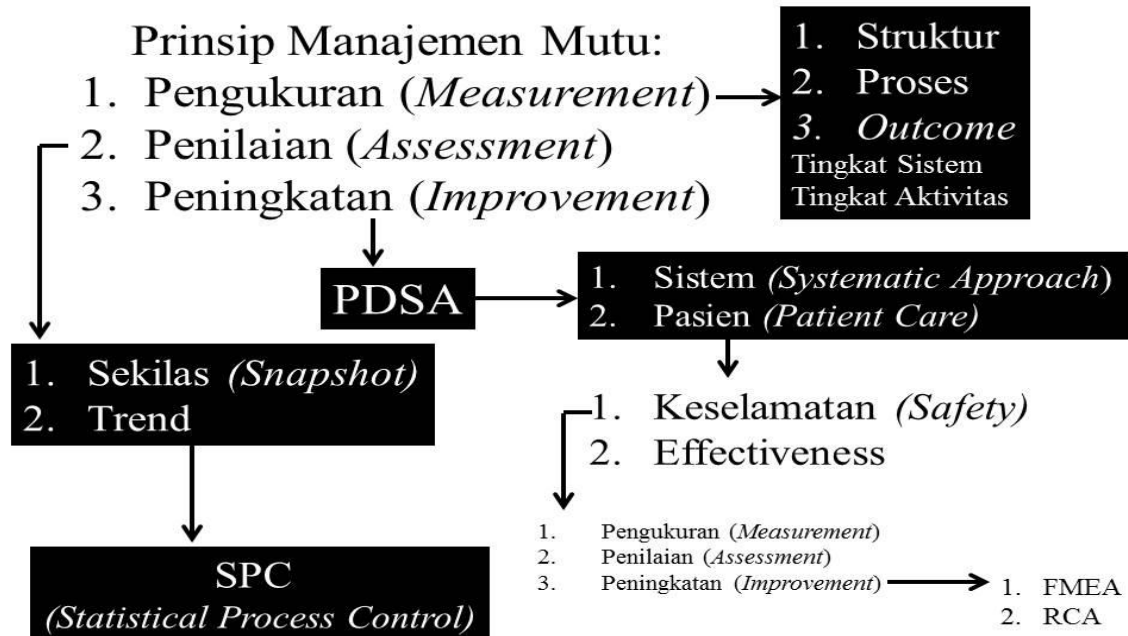 Prinsip Manajemen Mutu:
1. Pengukuran (Measurement)
2. Penilaian (Assessment)
3. Peningkatan (Improvement)
1. Struktur
2. Proses
3. Outcome
Tingkat Sistem
Tingkat Aktivitas
PDSA
1. Sistem (Systematic Approach)
2. Pasien (Patient Care)
1. Sekilas (Snapshot)
2. Trend
1. Keselamatan (Safety)
2. Effectiveness
SPC
(Statistical Process Control)
1. Pengukuran (Measurement)
2. Penilaian (Assessment)
3. Peningkatan (Improvement)
1. FMEA
2. RCA